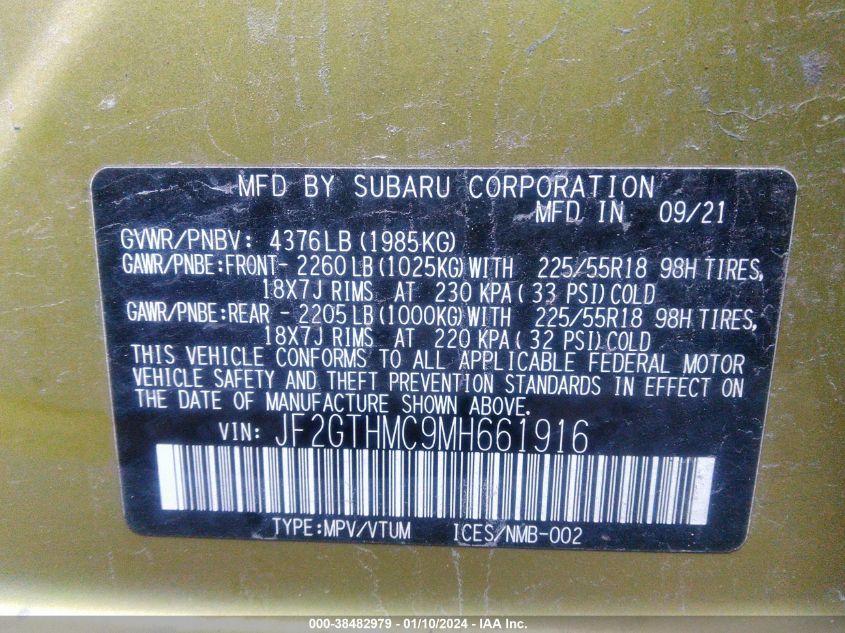 MFD BY SUBARU CORPORATION
MFD IN 09/21
GVWR/PNBV: 4376LB(1985KG)
GAWR/PNBE:FRONT- 2260LB(1025KG)WITH 225/55R18 98H TIRES,
18X7J RIMS AT 230 KPA( 33 PSI)COLD
GAWR/PNBE:REAR - 2205LB(1000KG)WITH 225/55R18 98H TIRES,
18X7J RIMS AT 220 KPA( 32 PSI)COLD
THIS VEHICLE CONFORMS TO ALL APPLICABLE FEDERAL MOTOR
VEHICLE SAFETY AND THEFT PREVENTION STANDARDS IN EFFECT ON
THE DATE OF MANUFACTURE SHOWN ABOVE.
VIN: JF2GTHMC9MH661916
TYPE:MPV/VTUM ICES/NMB-002
000-38482979 - 01/10/2024 - IAA Inc.